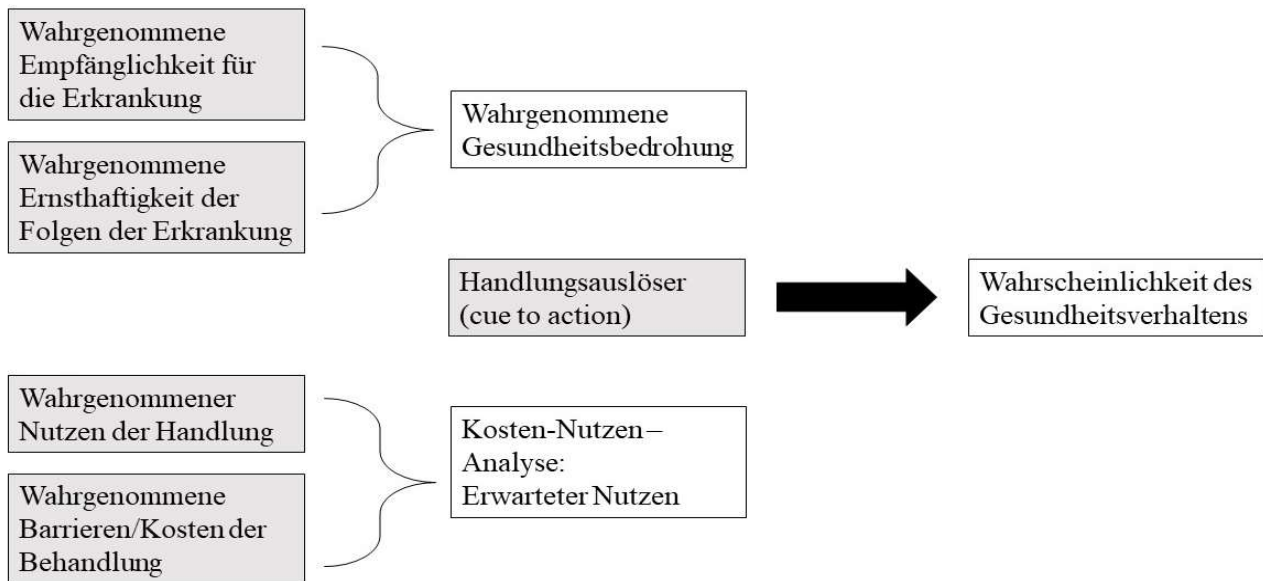 Wahrgenommene
Empfänglichkeit für
die Erkrankung
Wahrgenommene
Ernsthaftigkeit der
Folgen der Erkrankung
Wahrgenommene
Gesundheitsbedrohung
Handlungsauslöser
(cue to action)
Wahrscheinlichkeit des
Gesundheitsverhaltens
Wahrgenommener
Nutzen der Handlung
Wahrgenommene
Barrieren/Kosten der
Behandlung
Kosten-Nutzen –
Analyse:
Erwarteter Nutzen